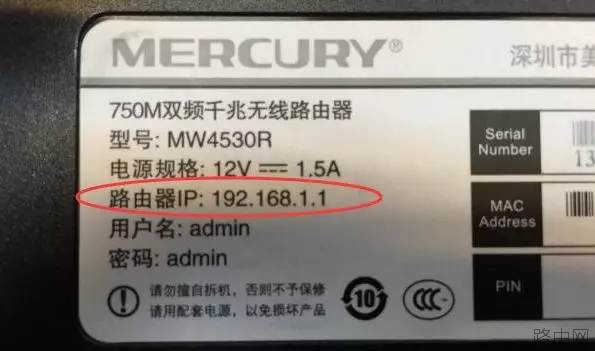 MERCURY®
深圳市美
750M双频千兆无线路由器
型号: MW4530R
电源规格: 12V 1.5A
路由器IP: 192.168.1.1
用户名: admin
密码: admin
请勿擅自拆机，否则不予保修
请用配套电源，以免损坏产品
10
CCC
Serial
Number
13
MAC
Address
PIN
路由网